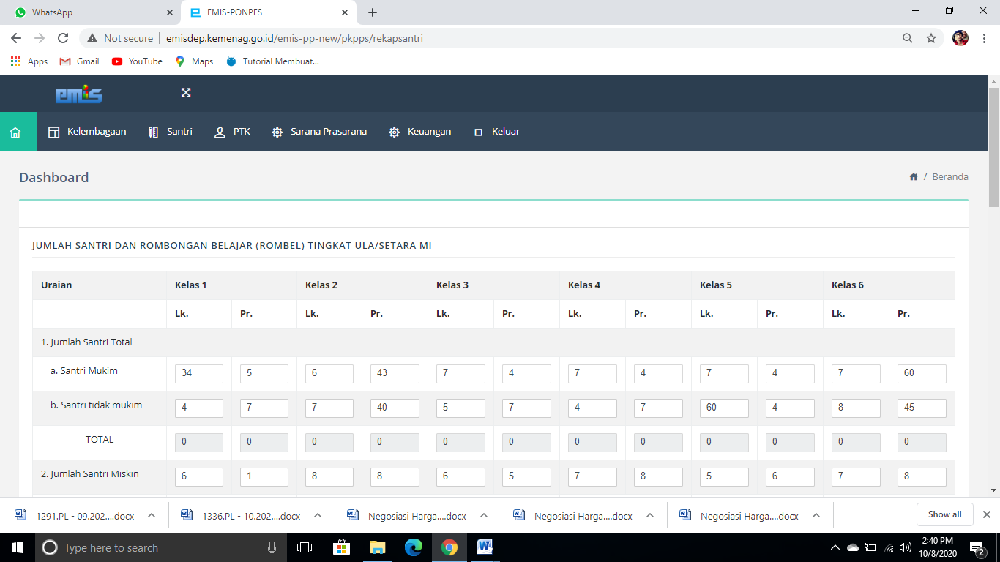 WhatsApp
EMIS-PONPES
Not secure | emisdep.kemenag.go.id/emis-pp-new/pkpps/rekapsantri
Apps Gmail YouTube Maps Tutorial Membuat...
emis
Kelembagaan Santri PTK Sarana Prasarana Keuangan Keluar
Dashboard
/ Beranda
JUMLAH SANTRI DAN ROMBONGAN BELAJAR (ROMBEL) TINGKAT ULA/SETARA MI
Uraian Kelas 1 Kelas 2 Kelas 3 Kelas 4 Kelas 5 Kelas 6
Lk. Pr. Lk. Pr. Lk. Pr. Lk. Pr. Lk. Pr. Lk. Pr.
1. Jumlah Santri Total
a. Santri Mukim 34 5 6 43 7 4 7 4 7 4 7 60
b. Santri tidak mukim 4 7 7 40 5 7 4 7 60 4 8 45
TOTAL 0 0 0 0 0 0 0 0 0 0 0 0
2. Jumlah Santri Miskin 6 1 8 8 6 5 7 8 5 6 7 8
1291.PL - 09.202....docx 1336.PL - 10.202....docx Negosiasi Harga....docx Negosiasi Harga....docx Negosiasi Harga....docx Show all
Type here to search
2:40 PM
10/8/2020
2